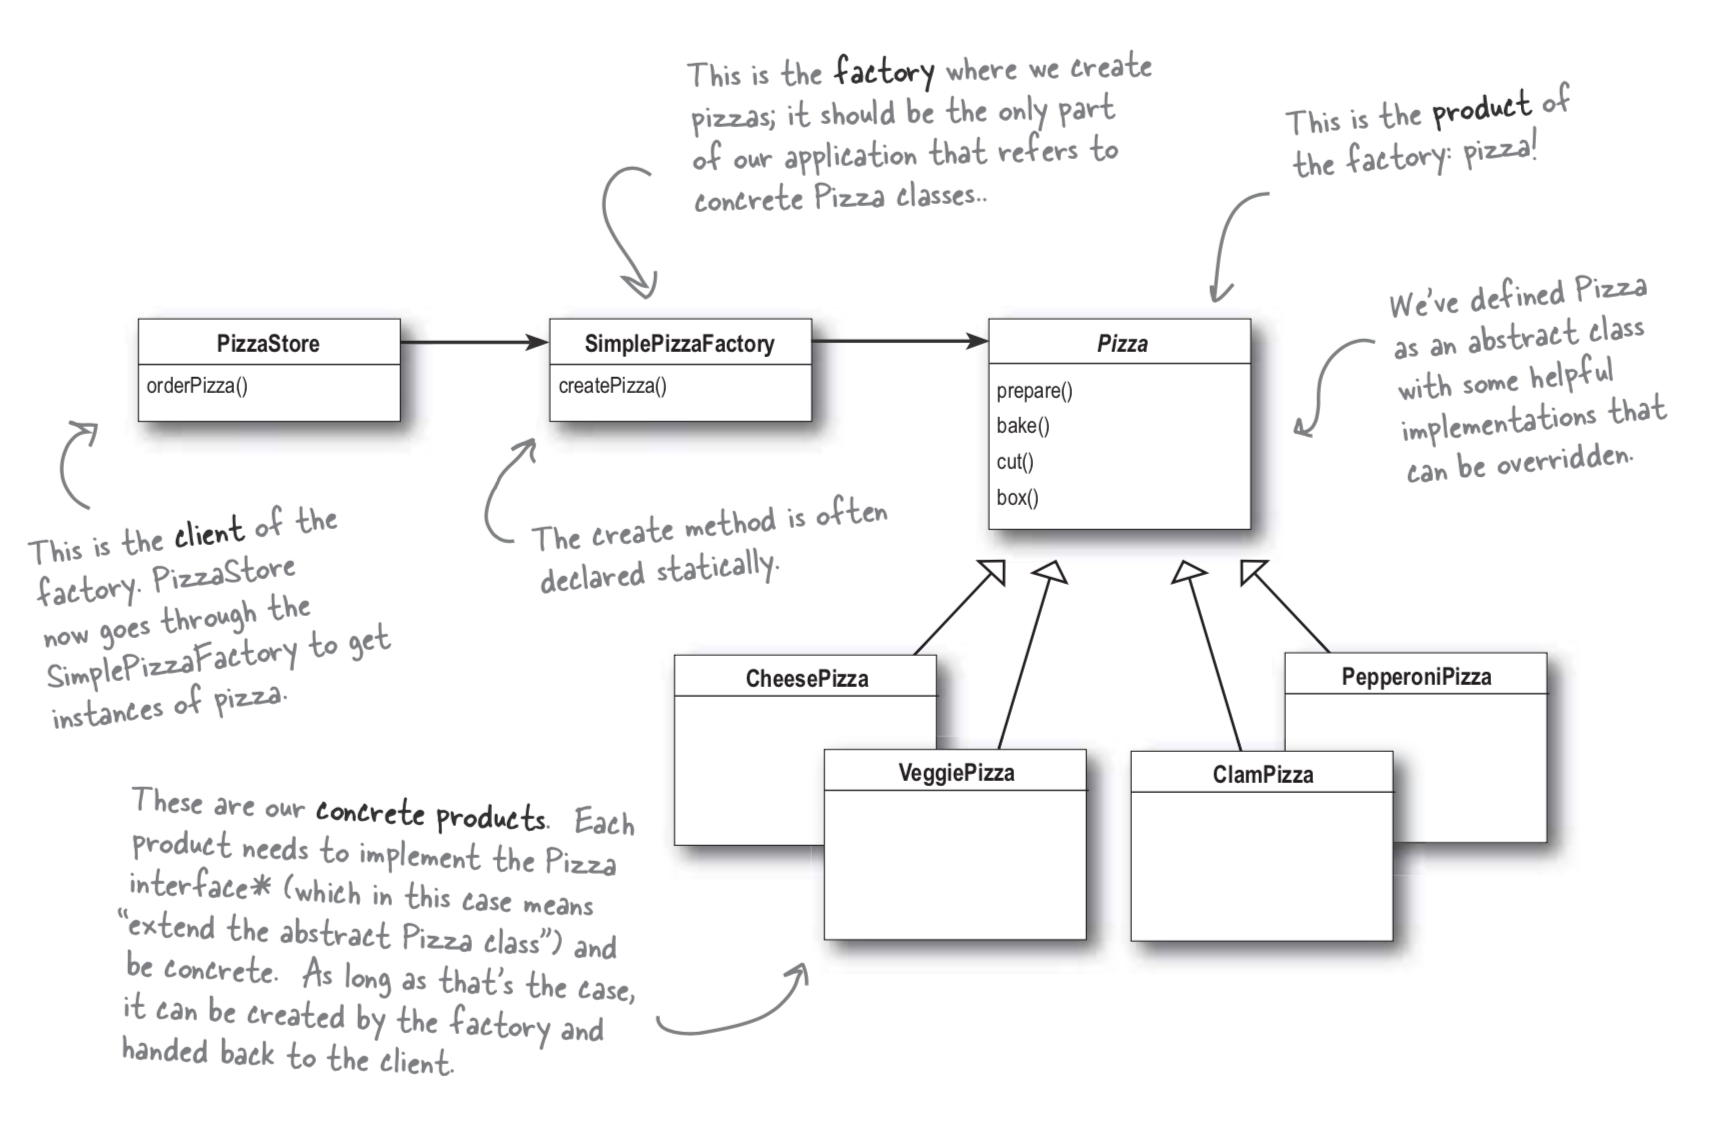 This is the factory where we create
pizzas; it should be the only part
of our application that refers to
concrete Pizza classes..
This is the product of
the factory: pizza!
We've defined Pizza
as an abstract class
with some helpful
implementations that
can be overridden.
PizzaStore
orderPizza()
SimplePizzaFactory
createPizza()
Pizza
prepare()
bake()
cut()
box()
This is the client of the
factory. PizzaStore
now goes through the
SimplePizzaFactory to get
instances of pizza.
The create method is often
declared statically.
CheesePizza
VeggiePizza
ClamPizza
PepperoniPizza
These are our concrete products. Each
product needs to implement the Pizza
interface* (which in this case means
“extend the abstract Pizza class”) and
be concrete. As long as that's the case,
it can be created by the factory and
handed back to the client.